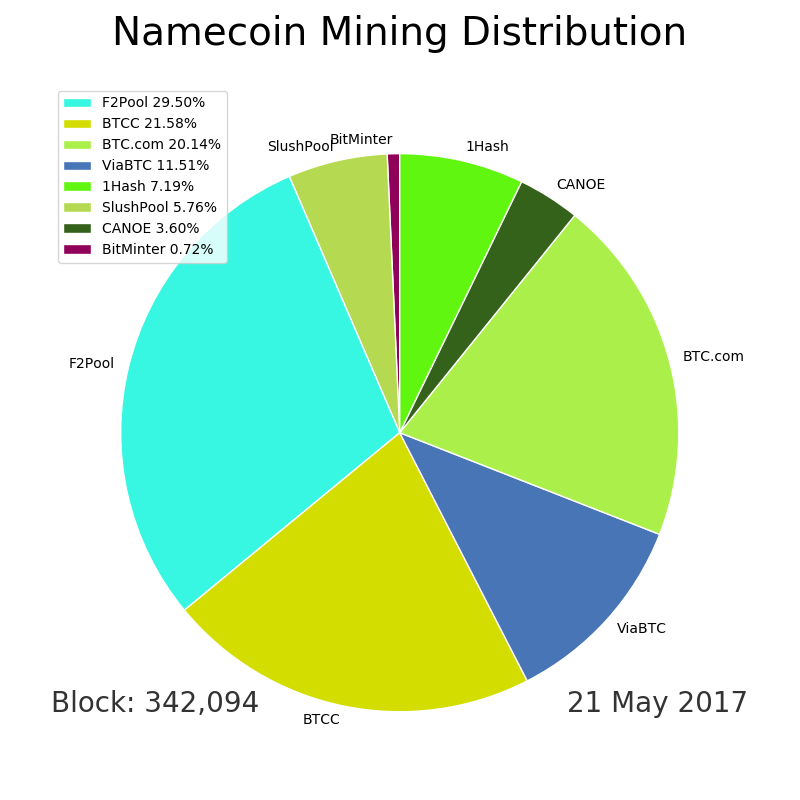 Namecoin Mining Distribution
F2Pool 29.50%
BTCC 21.58%
BTC.com 20.14%
ViaBTC 11.51%
1Hash 7.19%
SlushPool 5.76%
CANOE 3.60%
BitMinter 0.72%
BitMinter
SlushPool
1Hash
CANOE
BTC.com
F2Pool
ViaBTC
BTCC
Block: 342,094
21 May 2017